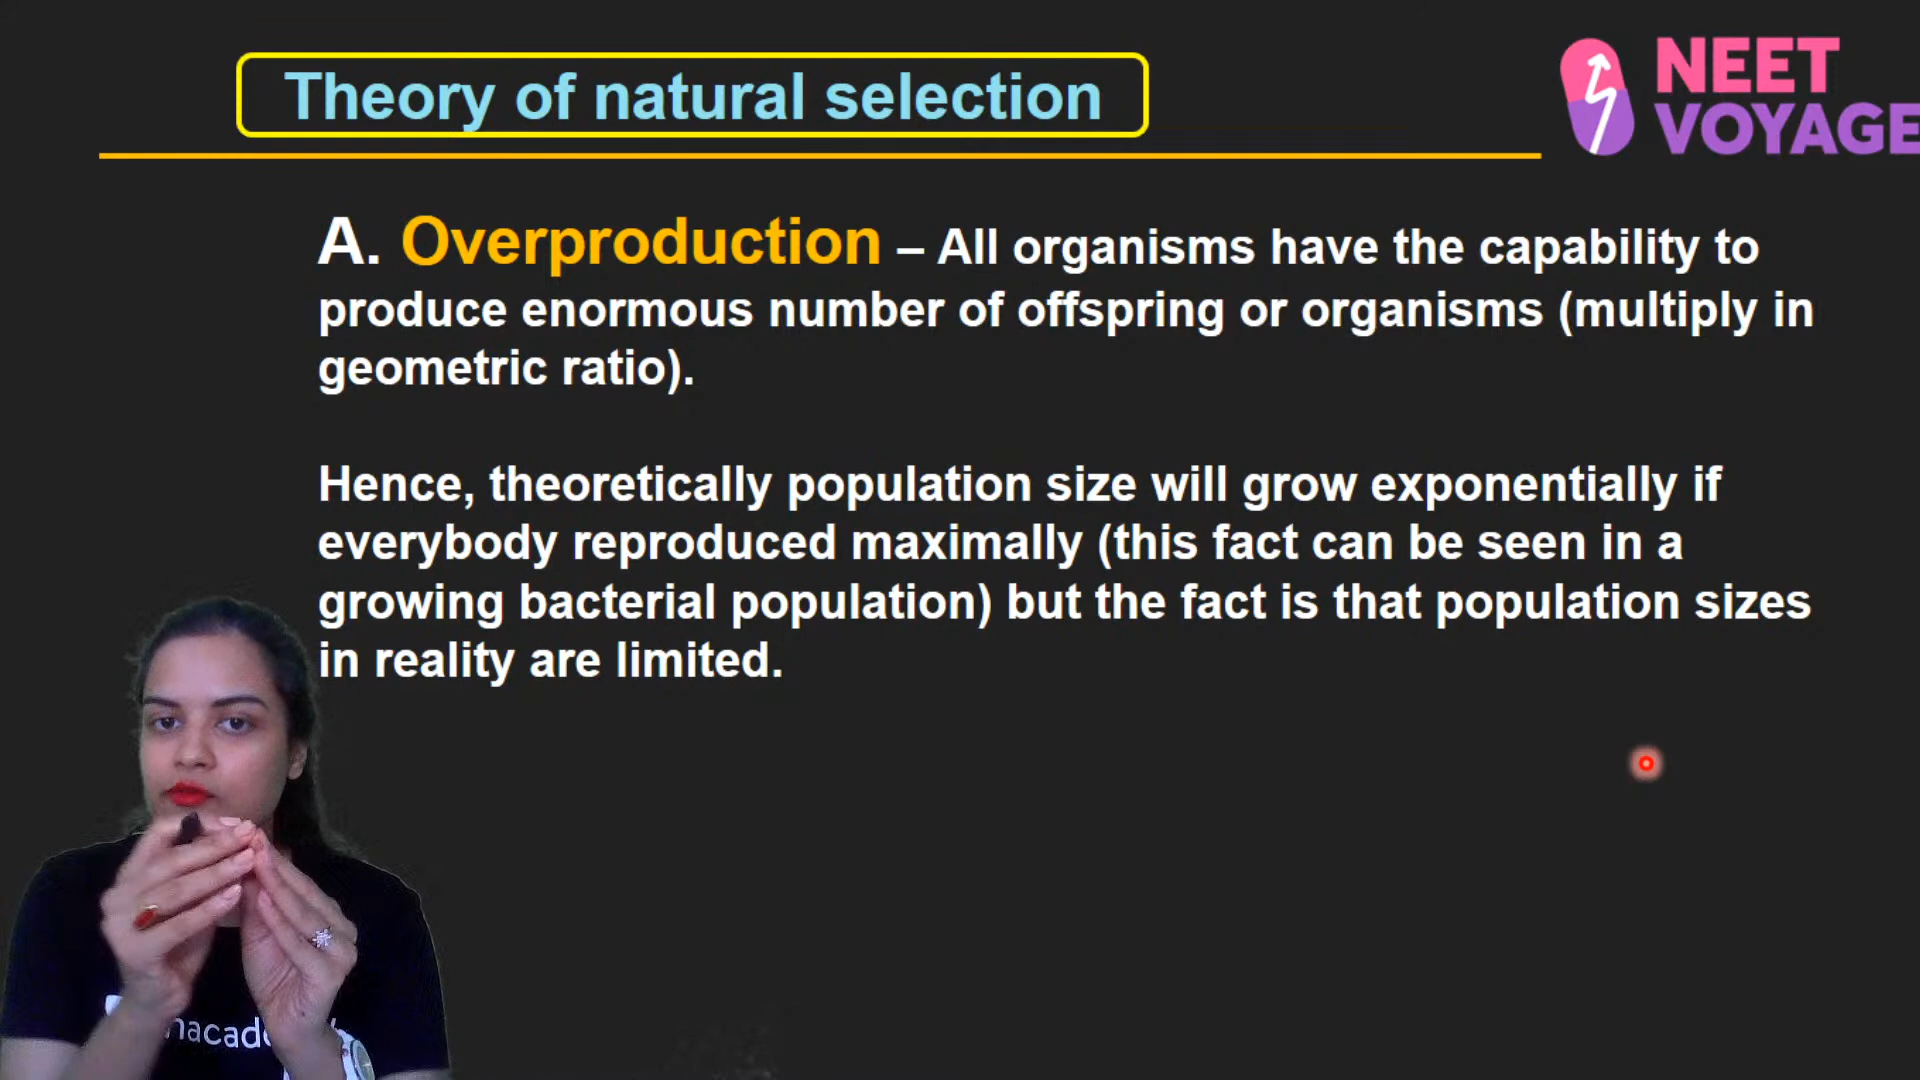 Theory of natural selection
NEET
VOYAGE
A. Overproduction – All organisms have the capability to
produce enormous number of offspring or organisms (multiply in
geometric ratio).
Hence, theoretically population size will grow exponentially if
everybody reproduced maximally (this fact can be seen in a
growing bacterial population) but the fact is that population sizes
in reality are limited.